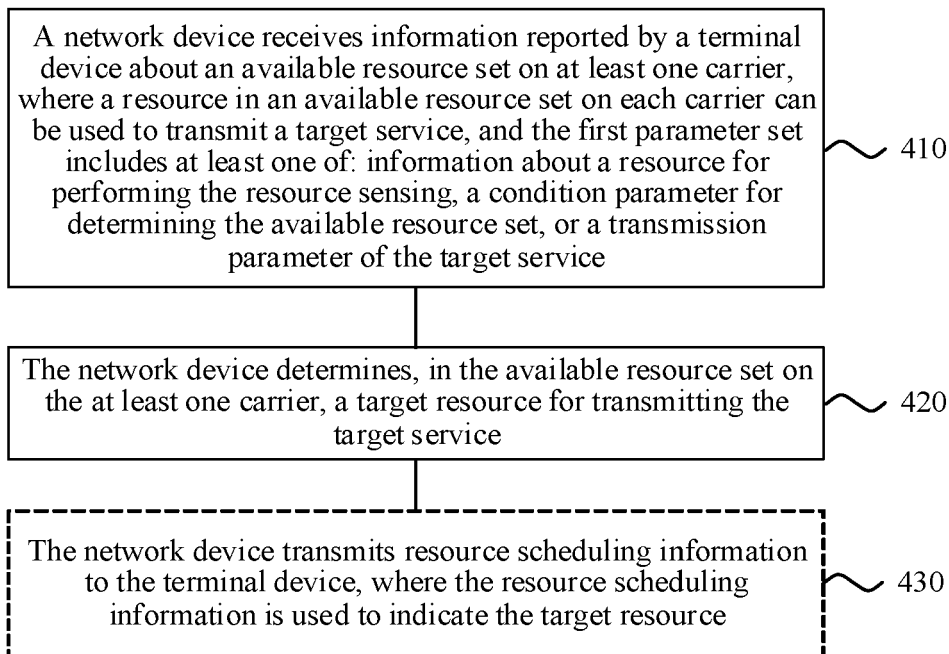 A network device receives information reported by a terminal
device about an available resource set on at least one carrier,
where a resource in an available resource set on each carrier can
be used to transmit a target service, and the first parameter set
includes at least one of: information about a resource for
performing the resource sensing, a condition parameter for
determining the available resource set, or a transmission
parameter of the target service
410
The network device determines, in the available resource set on
the at least one carrier, a target resource for transmitting the
target service
420
The network device transmits resource scheduling information
to the terminal device, where the resource scheduling
information is used to indicate the target resource
430